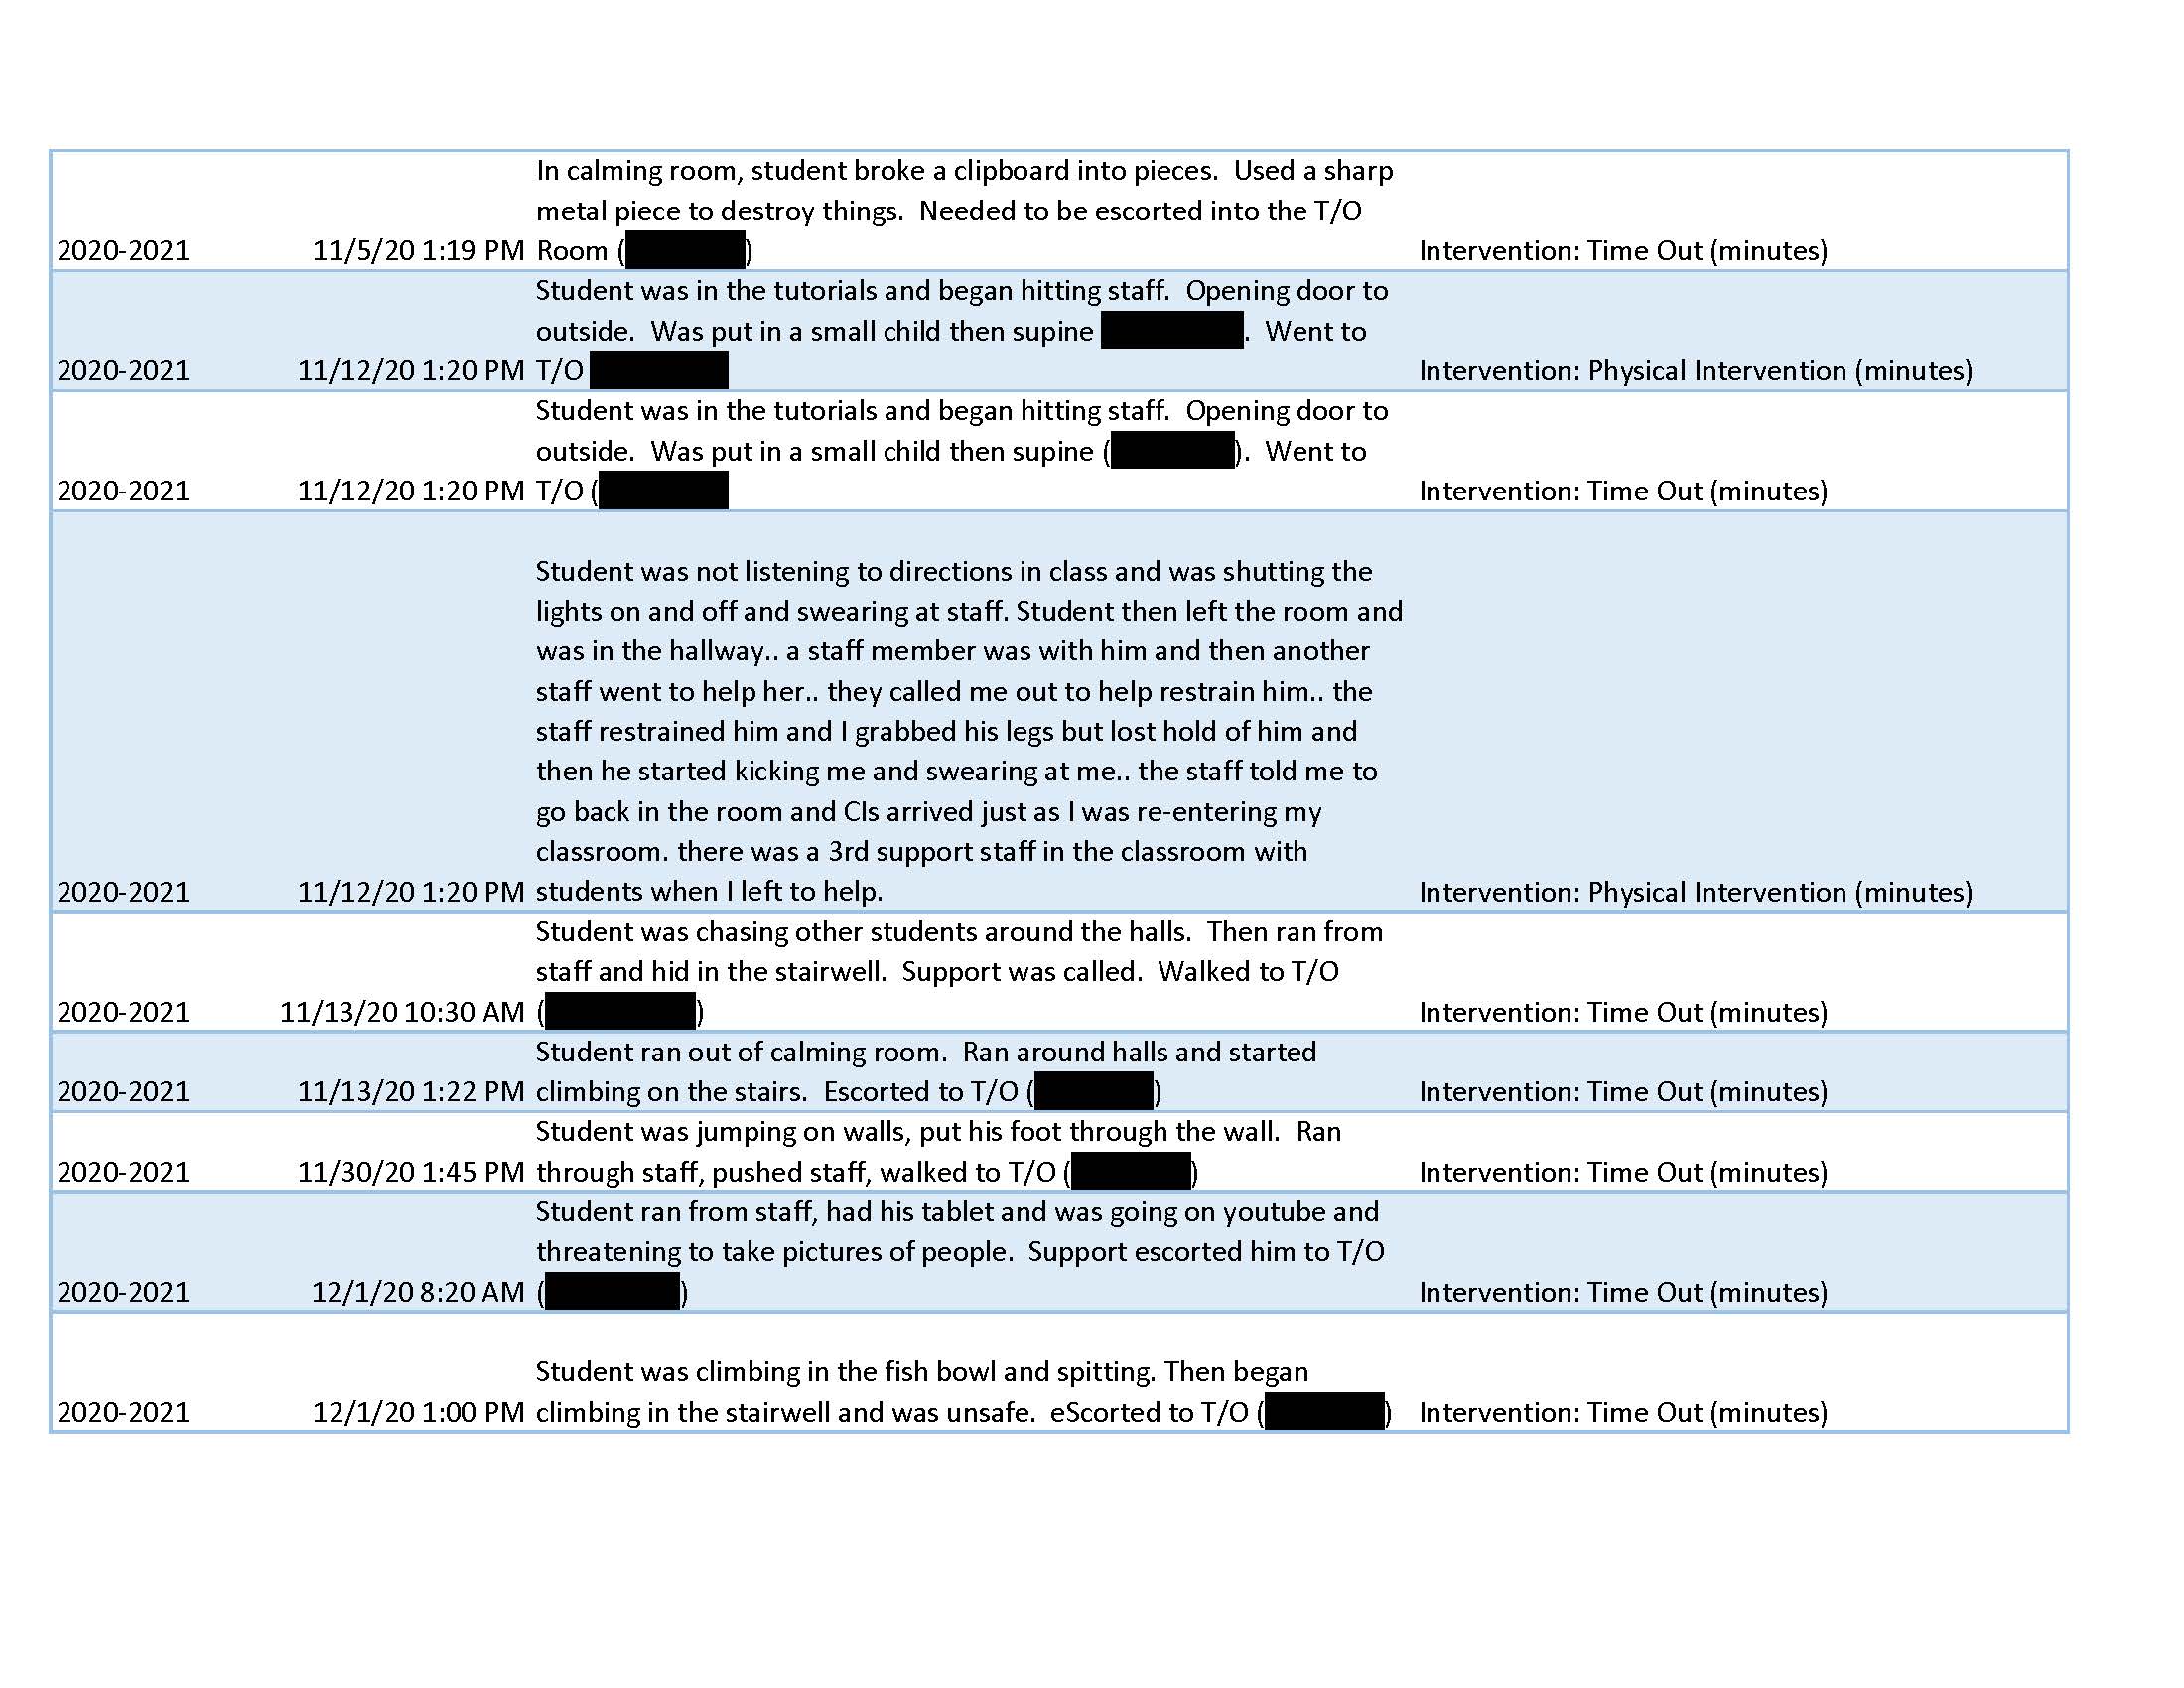 In calming room, student broke a clipboard into pieces.  Used a sharp
metal piece to destroy things.  Needed to be escorted into the T/O
2020-2021 11/5/20 1:19 PM Room ( ) Intervention: Time Out (minutes)
Student was in the tutorials and began hitting staff.  Opening door to
outside.  Was put in a small child then supine .  Went to
2020-2021 11/12/20 1:20 PM T/O Intervention: Physical Intervention (minutes)
Student was in the tutorials and began hitting staff.  Opening door to
outside.  Was put in a small child then supine ( ).  Went to
2020-2021 11/12/20 1:20 PM T/O ( Intervention: Time Out (minutes)
Student was not listening to directions in class and was shutting the
lights on and off and swearing at staff. Student then left the room and
was in the hallway.. a staff member was with him and then another
staff went to help her.. they called me out to help restrain him.. the
staff restrained him and I grabbed his legs but lost hold of him and
then he started kicking me and swearing at me.. the staff told me to
go back in the room and CIs arrived just as I was re-entering my
classroom. there was a 3rd support staff in the classroom with
2020-2021 11/12/20 1:20 PM students when I left to help. Intervention: Physical Intervention (minutes)
Student was chasing other students around the halls.  Then ran from
staff and hid in the stairwell.  Support was called.  Walked to T/O
2020-2021 11/13/20 10:30 AM ( ) Intervention: Time Out (minutes)
Student ran out of calming room.  Ran around halls and started
2020-2021 11/13/20 1:22 PM climbing on the stairs.  Escorted to T/O ( ) Intervention: Time Out (minutes)
Student was jumping on walls, put his foot through the wall.  Ran
2020-2021 11/30/20 1:45 PM through staff, pushed staff, walked to T/O ( ) Intervention: Time Out (minutes)
Student ran from staff, had his tablet and was going on youtube and
threatening to take pictures of people.  Support escorted him to T/O
2020-2021 12/1/20 8:20 AM ( ) Intervention: Time Out (minutes)
Student was climbing in the fish bowl and spitting. Then began
2020-2021 12/1/20 1:00 PM climbing in the stairwell and was unsafe.  eScorted to T/O ( ) Intervention: Time Out (minutes)